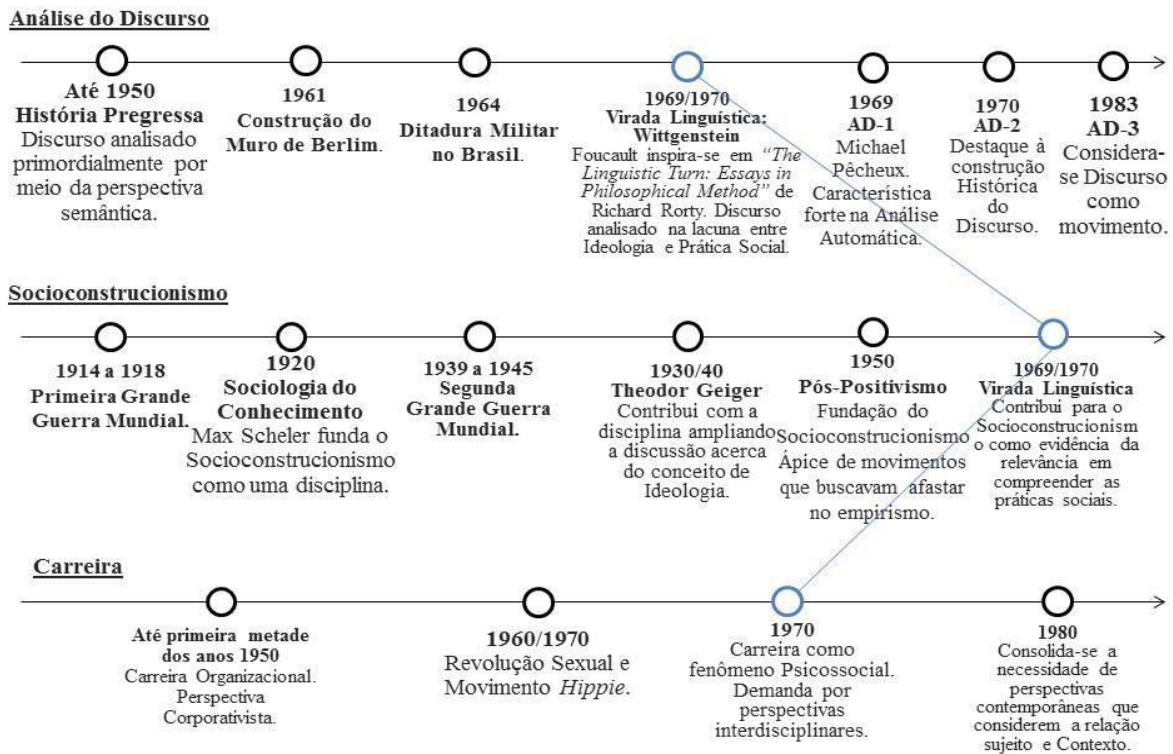 Análise do Discurso
Até 1950
História Pregressa
Discurso analisado
primordialmente por
meio da perspectiva
semântica.
1961
Construção do
Muro de Berlim.
1964
Ditadura Militar
no Brasil.
1969/1970
Virada Linguística:
Wittgenstein
Foucault inspira-se em “The
Linguistic Turn: Essays in
Philosophical Method” de
Richard Rorty. Discurso
analisado na lacuna entre
Ideologia e Prática Social.
1969
AD-1
Michael
Pêcheux.
Característica
forte na Análise
Automática.
1970
AD-2
Destaque à
construção
Histórica
do
Discurso.
1983
AD-3
Considera-
se Discurso
como
movimento.
Socioconstrucionismo
1914 a 1918
Primeira Grande
Guerra Mundial.
1920
Sociologia do
Conhecimento
Max Scheler funda o
Socioconstrucionismo
como uma disciplina.
1939 a 1945
Segunda
Grande Guerra
Mundial.
1930/40
Theodor Geiger
Contribui com a
disciplina ampliando
a discussão acerca
do conceito de
Ideologia.
1950
Pós-Positivismo
Fundação do
Socioconstrucionismo
Ápice de movimentos
que buscavam afastar
no empirismo.
1969/1970
Virada Linguística
Contribui para o
Socioconstrucionism
o como evidência da
relevância em
compreender as
práticas sociais.
Carreira
Até primeira metade
dos anos 1950
Carreira Organizacional.
Perspectiva
Corporativista.
1960/1970
Revolução Sexual e
Movimento Hippie.
1970
Carreira como
fenômeno Psicossocial.
Demanda por
perspectivas
interdisciplinares.
1980
Consolida-se a
necessidade de
perspectivas
contemporâneas que
considerem a relação
sujeito e Contexto.